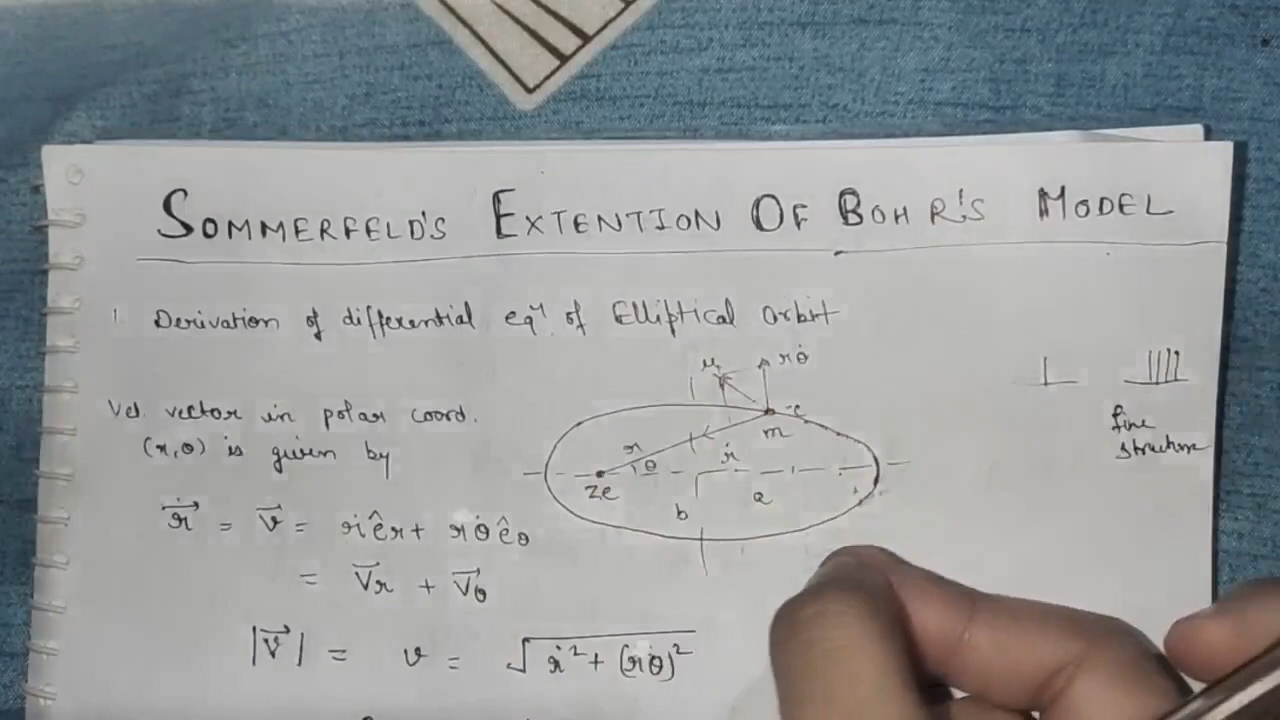 SOMMERFELD'S EXTENTION OF BOHR'S MODEL
1. Derivation of differential eqⁿ of Elliptical orbit
Vel. vector in polar coord.
(r,θ) is given by
r⃗̇ = v⃗ = ṙêr + rθ̇êθ
= V⃗r + V⃗θ
|v⃗| = v = √ṙ² + (rθ̇)²
rθ̇
-e
m
r
θ
ṙ
Ze
a
b
fine
structure